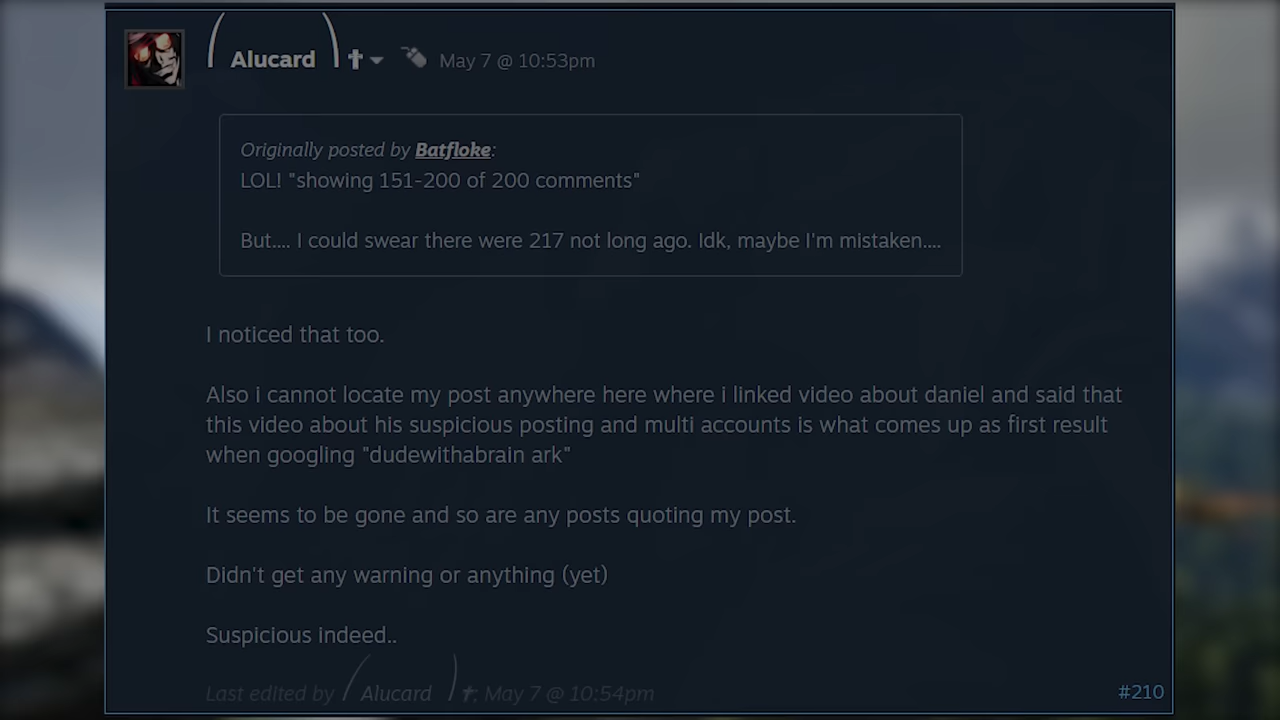 Alucard ✝ May 7 @ 10:53pm
Originally posted by Batfloke:
LOL! "showing 151-200 of 200 comments"
But.... I could swear there were 217 not long ago. Idk, maybe I'm mistaken....
I noticed that too.
Also i cannot locate my post anywhere here where i linked video about daniel and said that
this video about his suspicious posting and multi accounts is what comes up as first result
when googling "dudewithabrain ark"
It seems to be gone and so are any posts quoting my post.
Didn't get any warning or anything (yet)
Suspicious indeed..
Last edited by Alucard ✝; May 7 @ 10:54pm
#210